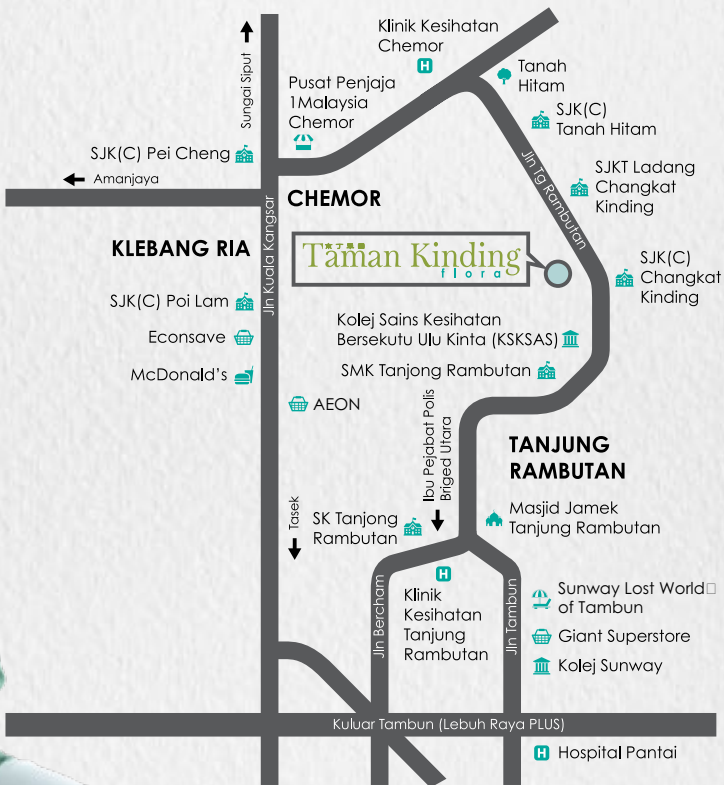 Klinik Kesihatan
Chemor
H
Sungai Siput
Pusat Penjaja
1Malaysia
Chemor
Tanah
Hitam
SJK(C)
Tanah Hitam
SJK(C) Pei Cheng
Amanjaya
Jln Tg Rambutan
SJKT Ladang
Changkat
Kinding
CHEMOR
KLEBANG RIA
Jln Kuala Kangsar
Taman Kinding
flora
SJK(C)
Changkat
Kinding
SJK(C) Poi Lam
Econsave
McDonald's
Kolej Sains Kesihatan
Bersekutu Ulu Kinta (KSKSAS)
SMK Tanjong Rambutan
AEON
Ibu Pejabat Polis
Briged Utara
TANJUNG
RAMBUTAN
Tasek
SK Tanjong
Rambutan
Masjid Jamek
Tanjung Rambutan
H
Klinik
Kesihatan
Tanjung
Rambutan
Jln Bercham
Jln Tambun
Sunway Lost World□
of Tambun
Giant Superstore
Kolej Sunway
Kuluar Tambun (Lebuh Raya PLUS)
H
Hospital Pantai